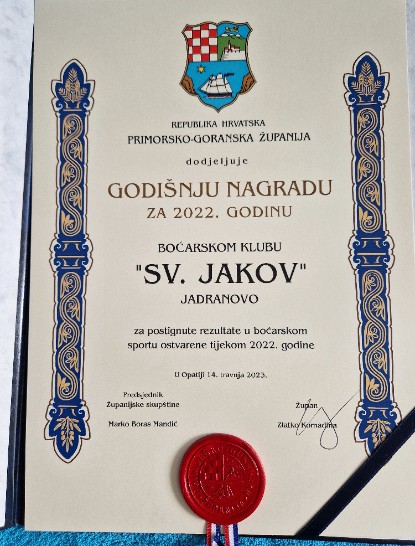 REPUBLIKA HRVATSKA
PRIMORSKO-GORANSKA ŽUPANIJA
dodjeljuje
GODIŠNJU NAGRADU
ZA 2022. GODINU
BOĆARSKOM KLUBU
"SV. JAKOV"
JADRANOVO
za postignute rezultate u boćarskom
sportu ostvarene tijekom 2022. godine
U Opatiji 14. travnja 2023.
Predsjednik
Županijske skupštine
Marko Boras Mandić
Župan
Zlatko Komadina